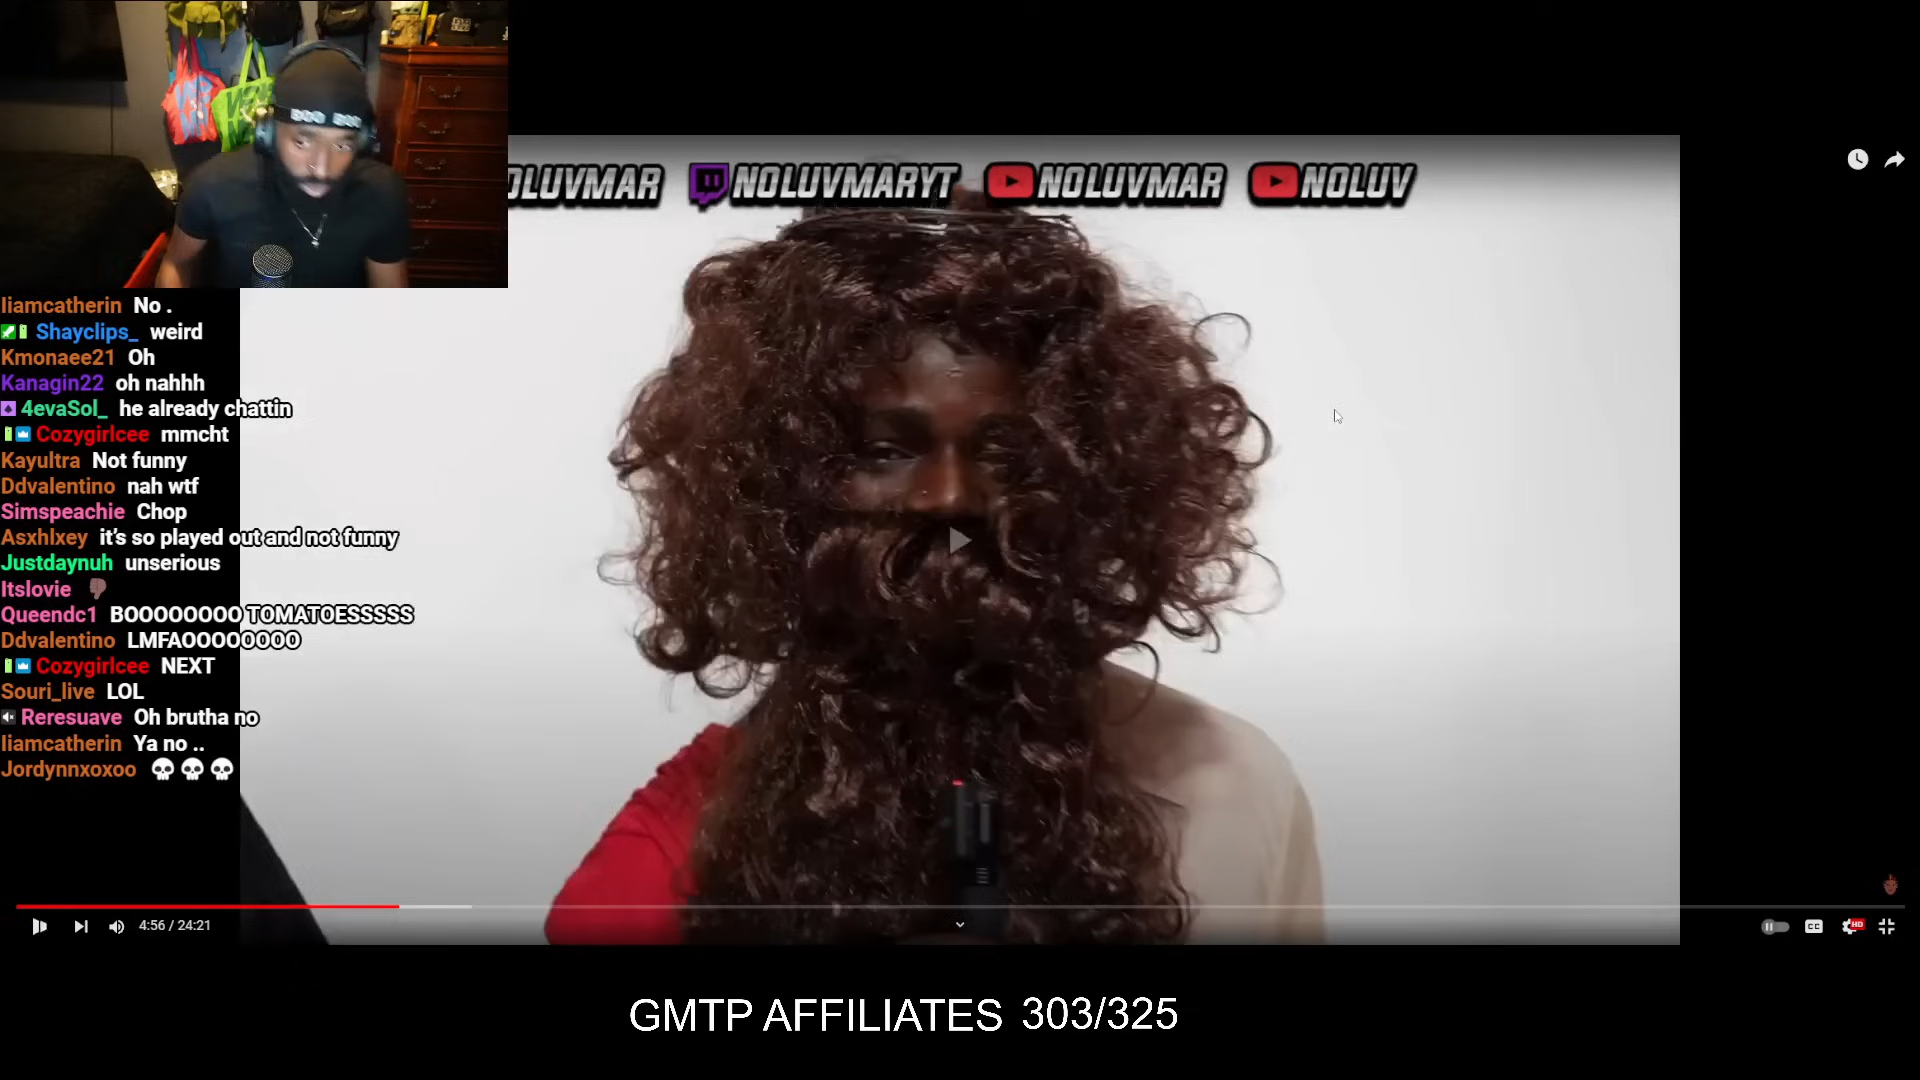 OLUVMAR NOLUVMARYT NOLUVMAR NOLUV
liamcatherin No .
Shayclips_ weird
Kmonaee21 Oh
Kanagin22 oh nahhh
4evaSol_ he already chattin
Cozygirlcee mmcht
Kayultra Not funny
Ddvalentino nah wtf
Simspeachie Chop
Asxhlxey it's so played out and not funny
Justdaynuh unserious
Itslovie
Queendc1 BOOOOOOOO TOMATOESSSSS
Ddvalentino LMFAOOOOOOOO
Cozygirlcee NEXT
Souri_live LOL
Reresuave Oh brutha no
liamcatherin Ya no ..
Jordynnxoxoo 💀 💀 💀
4:56 / 24:21
CC
HD
GMTP AFFILIATES 303/325